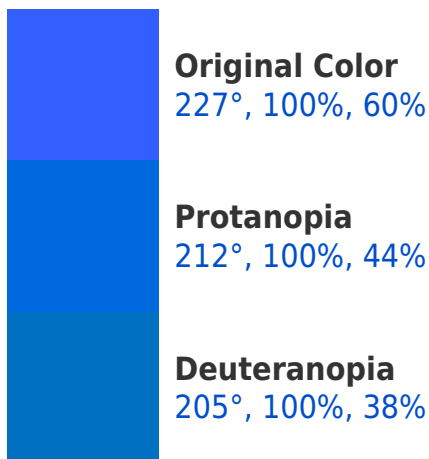 Original Color
227°, 100%, 60%
Protanopia
212°, 100%, 44%
Deuteranopia
205°, 100%, 38%